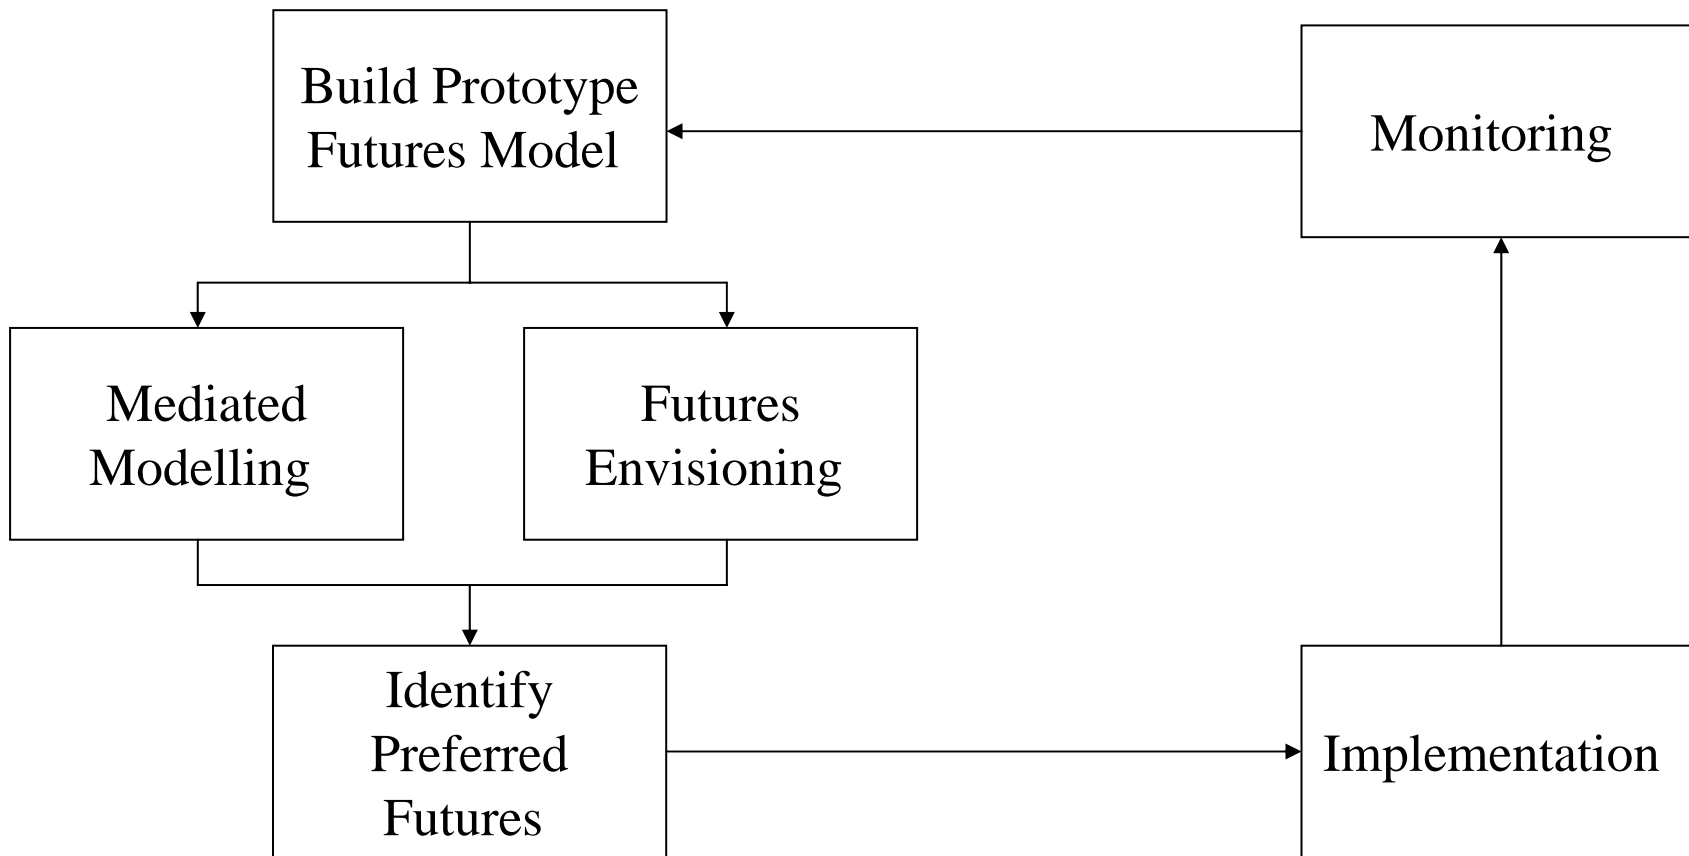 Build Prototype
Futures Model
Monitoring
Mediated
Modelling
Futures
Envisioning
Identify
Preferred
Futures
Implementation